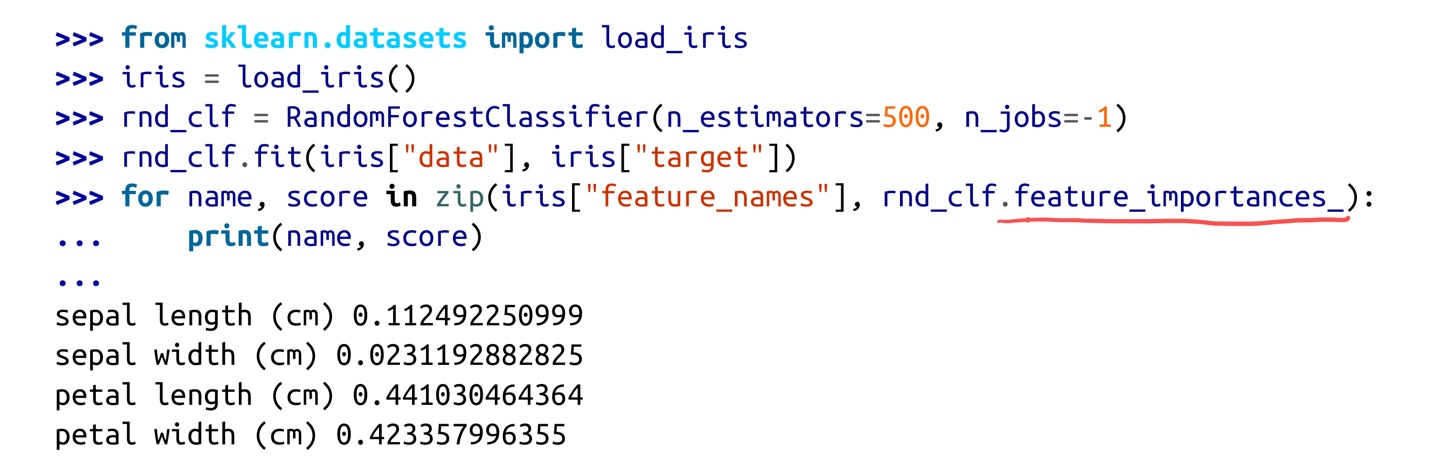 >>> from sklearn.datasets import load_iris
>>> iris = load_iris()
>>> rnd_clf = RandomForestClassifier(n_estimators=500, n_jobs=-1)
>>> rnd_clf.fit(iris["data"], iris["target"])
>>> for name, score in zip(iris["feature_names"], rnd_clf.feature_importances_):
...     print(name, score)
...
sepal length (cm) 0.112492250999
sepal width (cm) 0.0231192882825
petal length (cm) 0.441030464364
petal width (cm) 0.423357996355